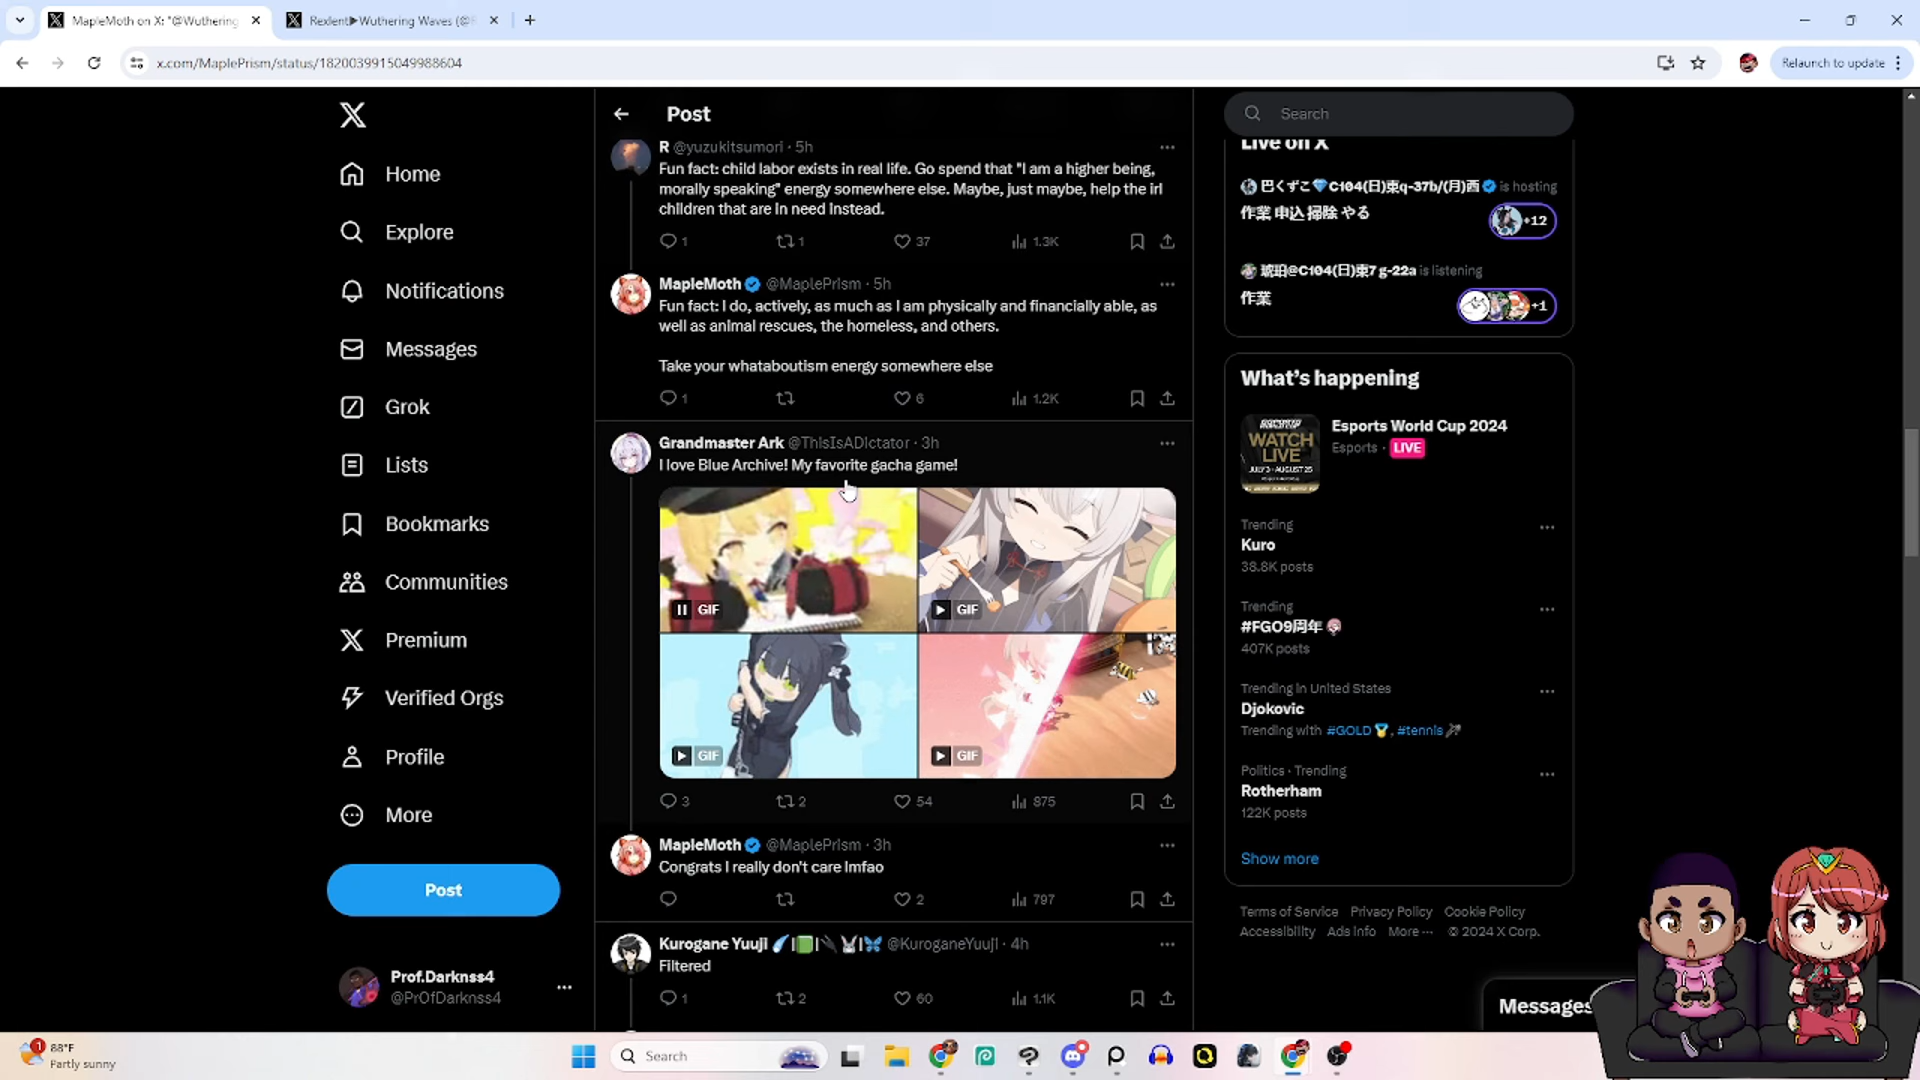 MapleMoth on X: "@Wuthering
Rexlent▶Wuthering Waves (@
x.com/MaplePrism/status/1820039915049988604
Relaunch to update
Home
Explore
Notifications
Messages
Grok
Lists
Bookmarks
Communities
Premium
Verified Orgs
Profile
More
Post
Prof.Darknss4
@PrOfDarknss4
Post
R @yuzukitsumori · 5h
Fun fact: child labor exists in real life. Go spend that "I am a higher being,
morally speaking" energy somewhere else. Maybe, just maybe, help the irl
children that are in need instead.
1 1 37 1.3K
MapleMoth @MaplePrism · 5h
Fun fact: I do, actively, as much as I am physically and financially able, as
well as animal rescues, the homeless, and others.
Take your whataboutism energy somewhere else
1 6 1.2K
Grandmaster Ark @ThisIsADictator · 3h
I love Blue Archive! My favorite gacha game!
GIF GIF
GIF GIF
3 2 54 875
MapleMoth @MaplePrism · 3h
Congrats I really don't care lmfao
2 797
Kurogane Yuuji @KuroganeYuuji · 4h
Filtered
1 2 60 1.1K
Search
Live on X
巴くずこ💎C104(日)東q-37b/(月)西 is hosting
作業 申込 掃除 やる
+12
琥珀@C104(日)東7 g-22a is listening
作業
+1
What's happening
WATCH
LIVE
JULY 3 - AUGUST 25
Esports World Cup 2024
Esports · LIVE
Trending
Kuro
38.8K posts
Trending
#FGO9周年
407K posts
Trending in United States
Djokovic
Trending with #GOLD, #tennis
Politics · Trending
Rotherham
122K posts
Show more
Terms of Service Privacy Policy Cookie Policy
Accessibility Ads info More ··· © 2024 X Corp.
Messages
1
88°F
Partly sunny
Search